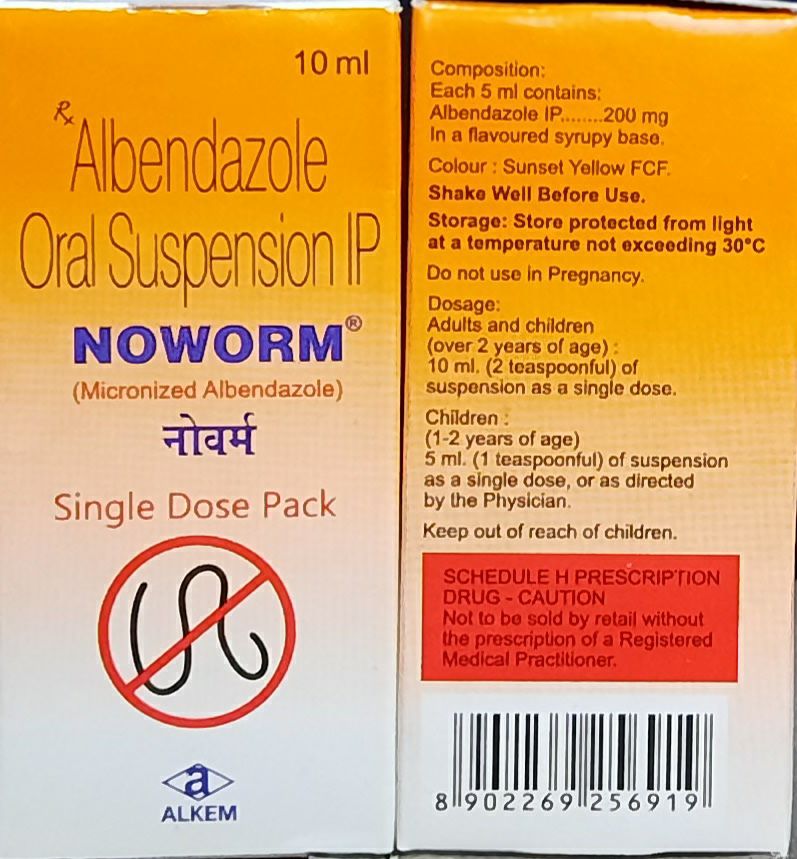 10 ml
Rx
Albendazole
Oral Suspension IP
NOWORM®
(Micronized Albendazole)
नोवर्म
Single Dose Pack
a
ALKEM
Composition:
Each 5 ml contains:
Albendazole IP........200 mg
In a flavoured syrupy base.
Colour : Sunset Yellow FCF.
Shake Well Before Use.
Storage: Store protected from light
at a temperature not exceeding 30°C
Do not use in Pregnancy.
Dosage:
Adults and children
(over 2 years of age) :
10 ml. (2 teaspoonful) of
suspension as a single dose.
Children :
(1-2 years of age)
5 ml. (1 teaspoonful) of suspension
as a single dose, or as directed
by the Physician.
Keep out of reach of children.
SCHEDULE H PRESCRIPTION
DRUG - CAUTION
Not to be sold by retail without
the prescription of a Registered
Medical Practitioner.
8 902269 256919